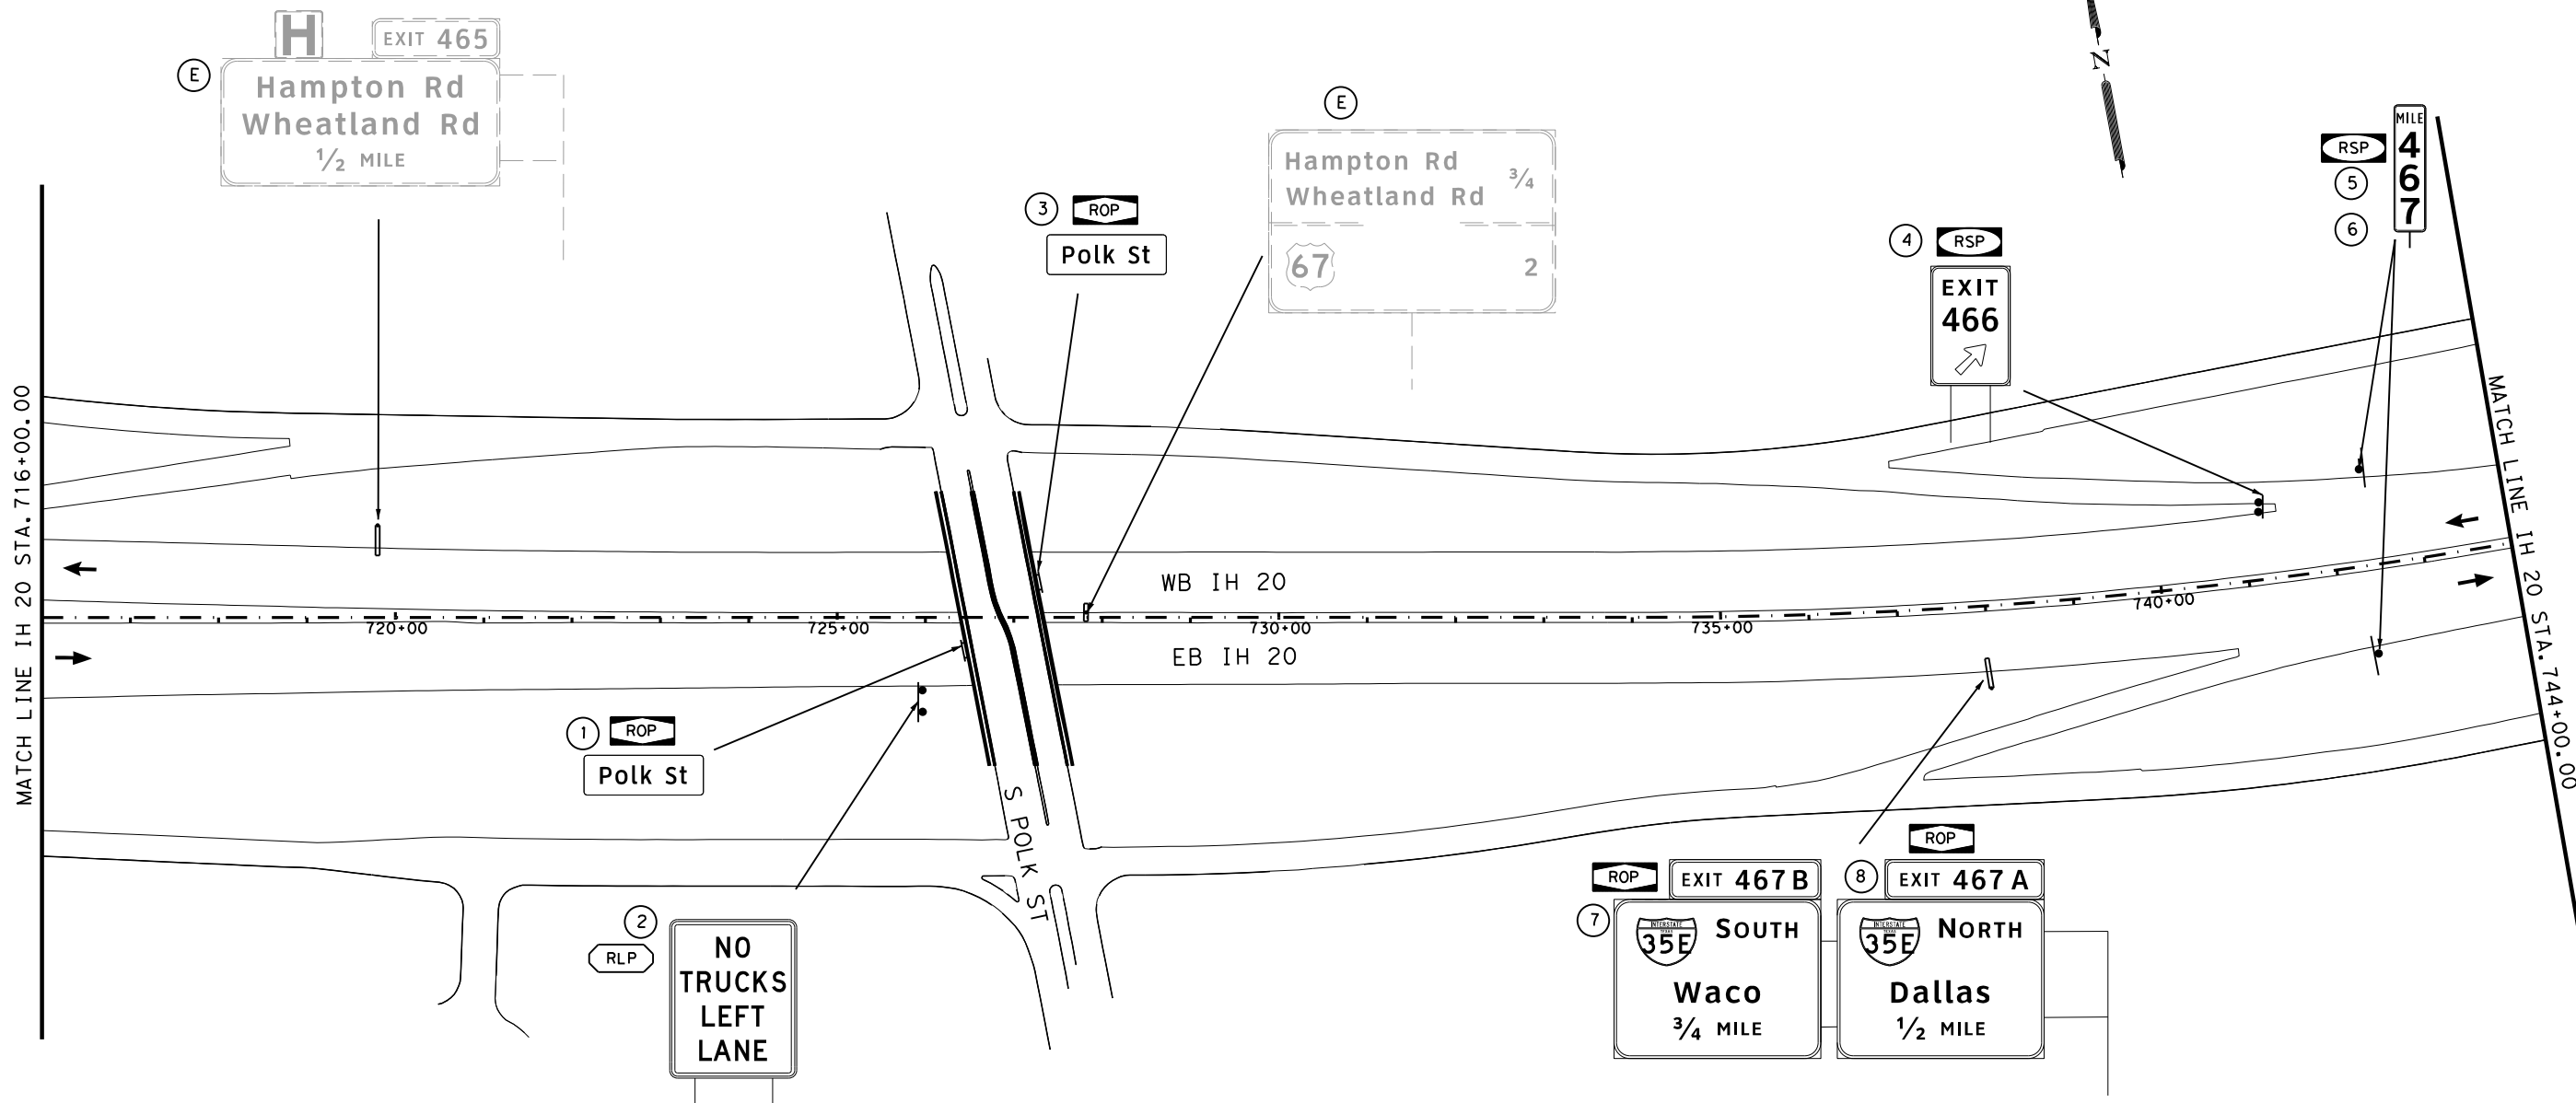 H
EXIT 465
E
Hampton Rd
Wheatland Rd
1/2 MILE
E
Hampton Rd
Wheatland Rd
3/4
67
2
N
3
ROP
Polk St
4
RSP
EXIT
466
RSP
5
6
MILE
4
6
7
MATCH LINE IH 20 STA. 716+00.00
MATCH LINE IH 20 STA. 744+00.00
WB IH 20
720+00
725+00
730+00
735+00
740+00
EB IH 20
1
ROP
Polk St
S POLK ST
2
RLP
NO
TRUCKS
LEFT
LANE
ROP
7
EXIT 467B
INTERSTATE
TEXAS
35E
SOUTH
Waco
3/4 MILE
ROP
8
EXIT 467A
INTERSTATE
TEXAS
35E
NORTH
Dallas
1/2 MILE